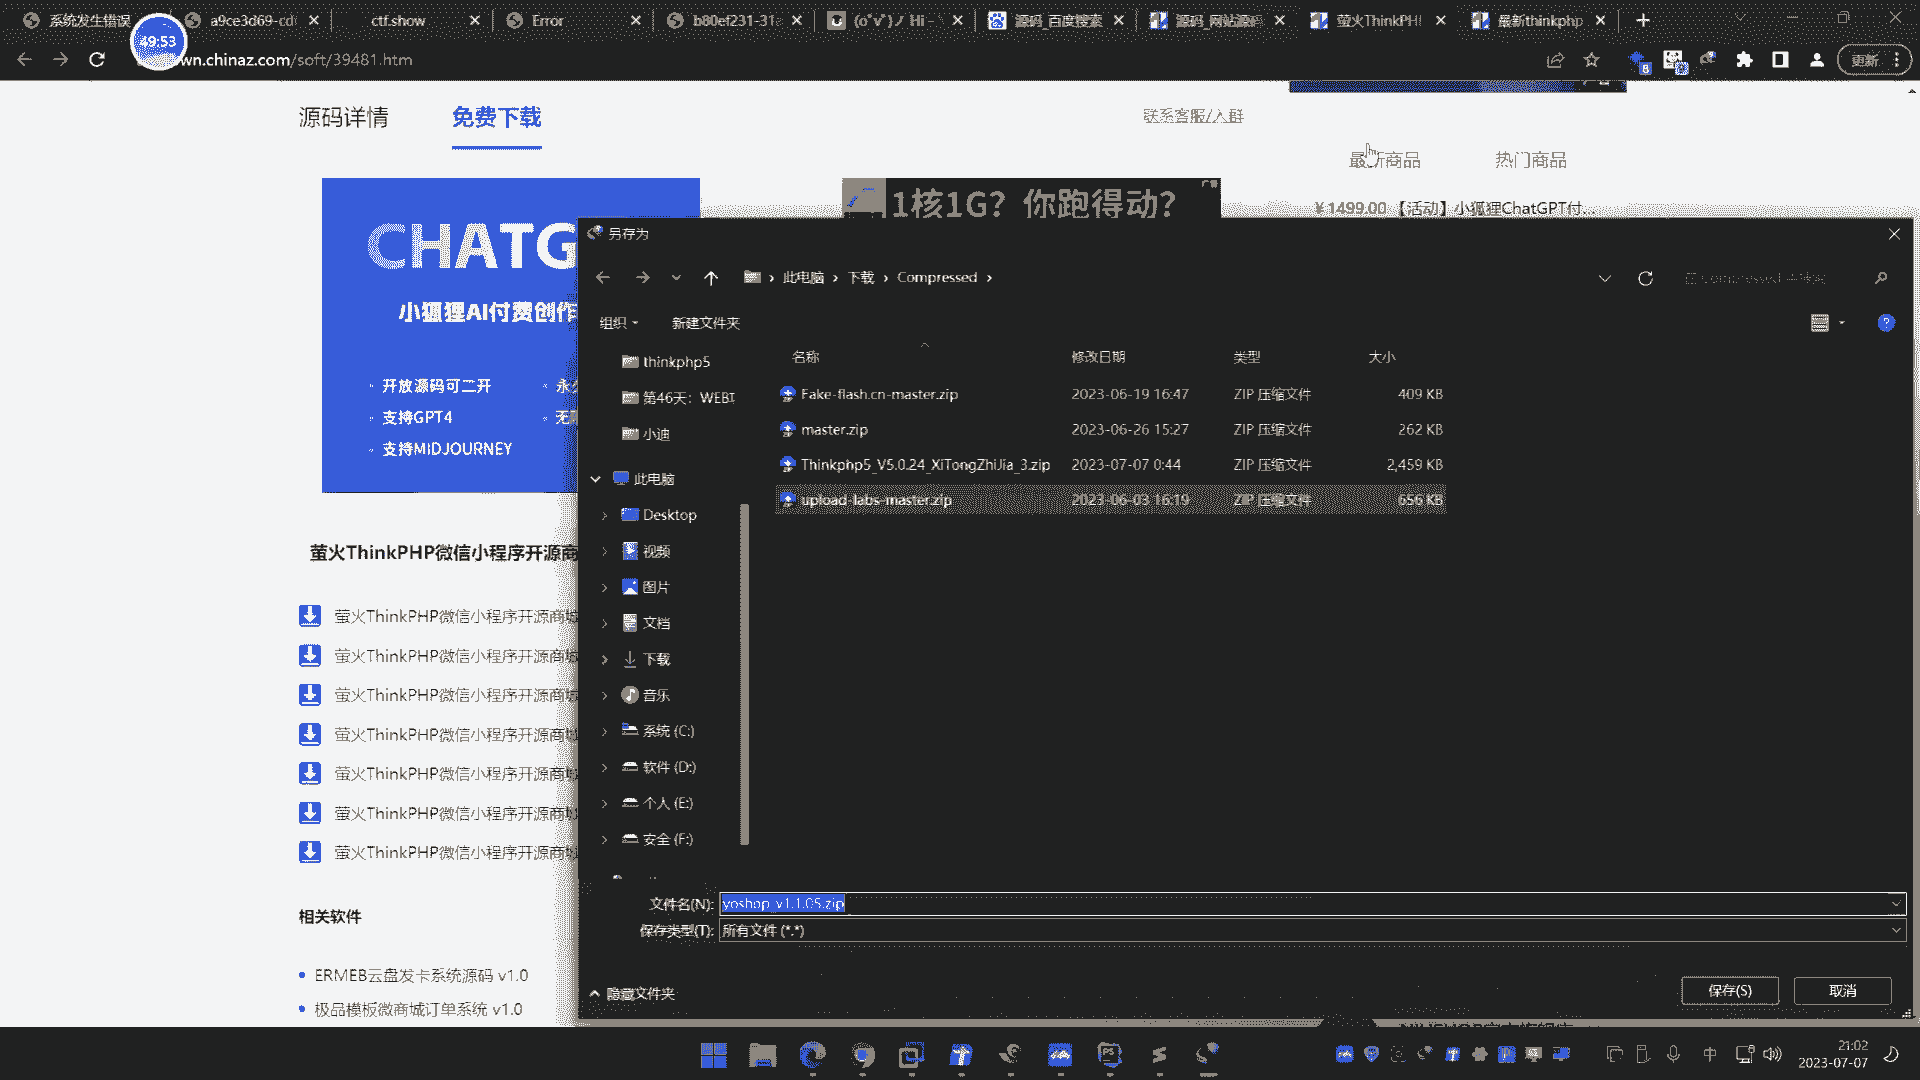 系统发生错误
a9ce3d69-cd
ctf.show
Error
b80ef231-31a
(o゚v゚)ノ Hi -
源码_百度搜索
源码_网站源码
萤火ThinkPH
最新thinkphp
49:53
wn.chinaz.com/soft/39481.htm
更新
源码详情
免费下载
联系客服/入群
最新商品
热门商品
1核1G？你跑得动？
¥1499.00 【活动】小狐狸ChatGPT付...
CHATG
小狐狸AI付费创作
开放源码可二开
永久
支持GPT4
支持MIDJOURNEY
另存为
此电脑 › 下载 › Compressed ›
组织
新建文件夹
名称
修改日期
类型
大小
thinkphp5
第46天：WEB
小迪
此电脑
Desktop
视频
图片
文档
下载
音乐
系统 (C:)
软件 (D:)
个人 (E:)
安全 (F:)
Fake-flash.cn-master.zip 2023-06-19 16:47 ZIP 压缩文件 409 KB
master.zip 2023-06-26 15:27 ZIP 压缩文件 262 KB
Thinkphp5_V5.0.24_XiTongZhiJia_3.zip 2023-07-07 0:44 ZIP 压缩文件 2,459 KB
upload-labs-master.zip 2023-06-03 16:19 ZIP 压缩文件 656 KB
文件名(N): yoshop_v1.1.05.zip
保存类型(T): 所有文件 (*.*)
隐藏文件夹
保存(S)
取消
萤火ThinkPHP微信小程序开源商
萤火ThinkPHP微信小程序开源商城
萤火ThinkPHP微信小程序开源商城
萤火ThinkPHP微信小程序开源商城
萤火ThinkPHP微信小程序开源商城
萤火ThinkPHP微信小程序开源商城
萤火ThinkPHP微信小程序开源商城
萤火ThinkPHP微信小程序开源商城
相关软件
ERMEB云盘发卡系统源码 v1.0
极品模板微商城订单系统 v1.0
中
21:02
2023-07-07